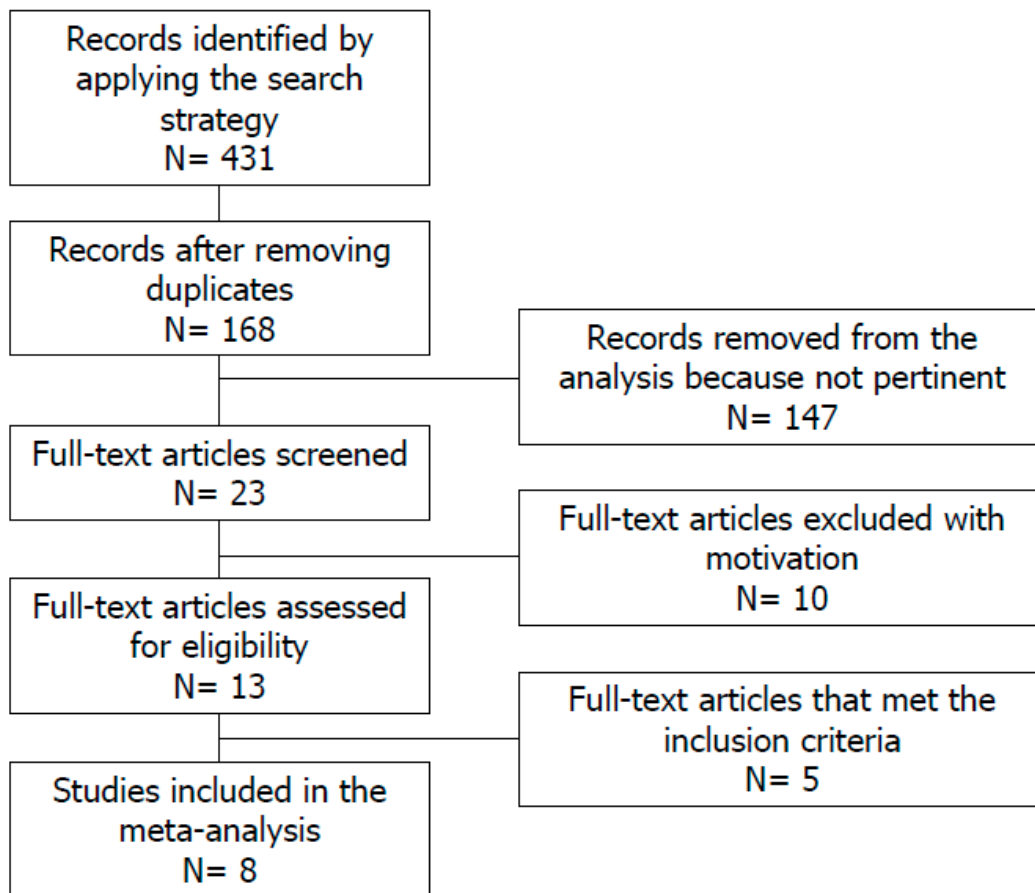 Records identified by
applying the search
strategy
N= 431
Records after removing
duplicates
N= 168
Records removed from the
analysis because not pertinent
N= 147
Full-text articles screened
N= 23
Full-text articles excluded with
motivation
N= 10
Full-text articles assessed
for eligibility
N= 13
Full-text articles that met the
inclusion criteria
N= 5
Studies included in the
meta-analysis
N= 8